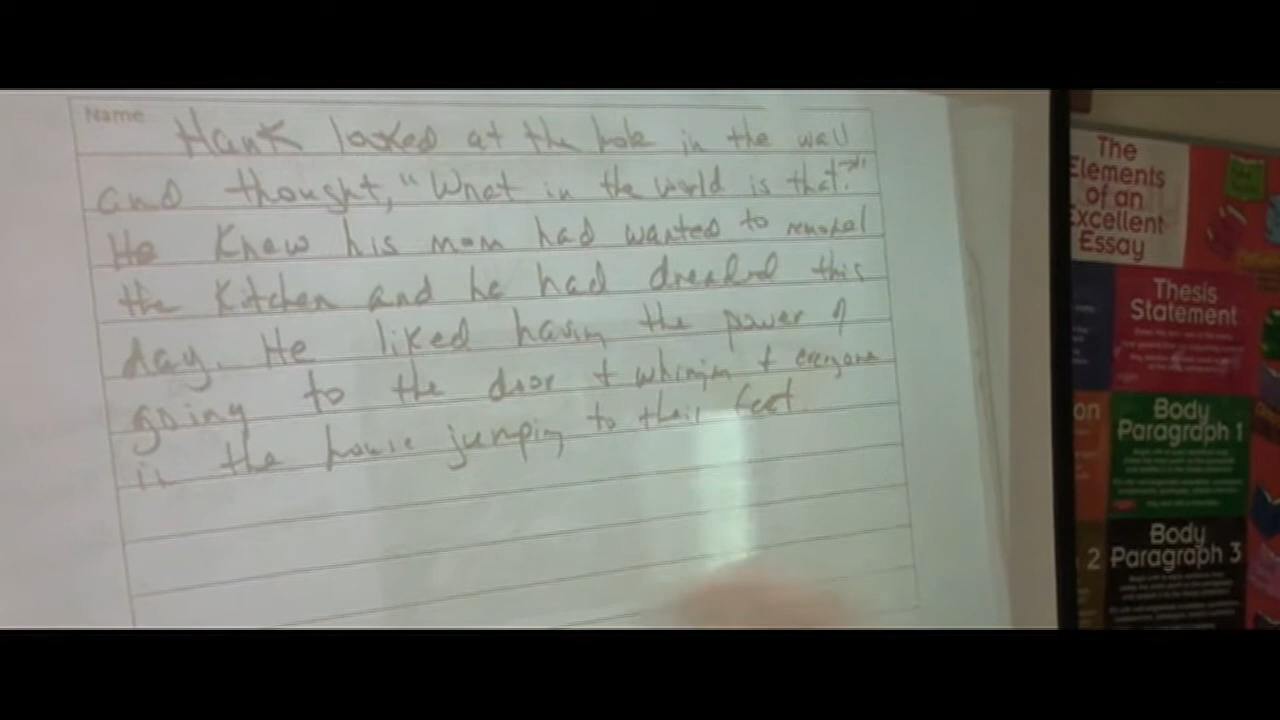 Name
Hank looked at the hole in the wall
and thought, "What in the world is that?"
He Knew his mom had wanted to remodel
the Kitchen and he had dreaded this
day. He liked having the power of
going to the door + whining + everyone
in the house jumping to their feet.
The
Elements
of an
Excellent
Essay
Thesis
Statement
Body
Paragraph 1
Body
2 Paragraph 3